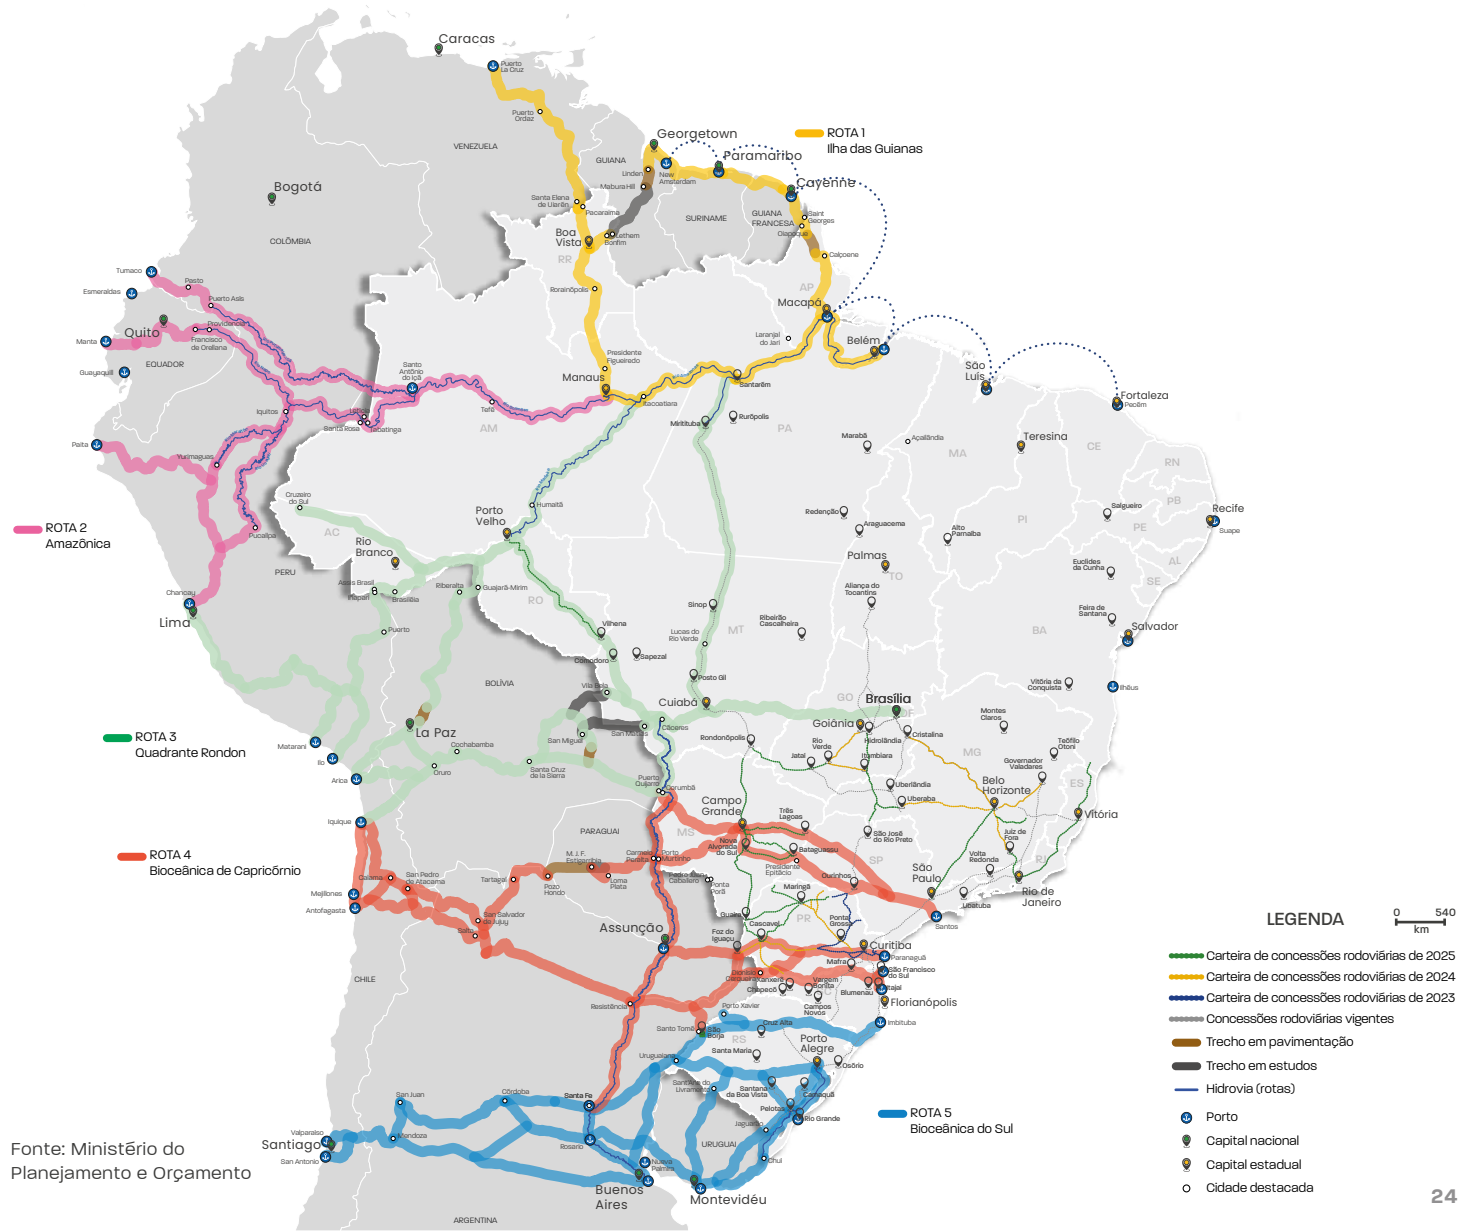 Caracas
Puerto
La Cruz
Puerto
Ordaz
VENEZUELA
Georgetown
ROTA 1
Ilha das Guianas
GUIANA
Paramaribo
Linden
New
Amsterdam
Mabura Hill
Cayenne
Bogotá
Santa Elena
de Uiarén
Pacaraima
SURINAME
GUIANA
FRANCESA
Saint
Georges
Oiapoque
COLÔMBIA
Boa
Vista
Lethem
Bonfim
RR
Calçoene
Tumaco
Pasto
Esmeraldas
Puerto Asís
Rorainópolis
AP
Macapá
Quito
Providencia
Francisco
de Orellana
Manta
Laranjal
do Jari
Belém
EQUADOR
Guayaquill
Santo
Antônio
do Içá
Presidente
Figueiredo
Manaus
Santarém
São
Luís
Fortaleza
Pecém
Iquitos
Letícia
Santa Rosa
Tabatinga
Tefé
Itacoatiara
AM
Miritituba
Rurópolis
PA
Marabá
Açailândia
Teresina
MA
CE
Paita
Yurimaguas
RN
Cruzeiro
do Sul
Humaitá
Porto
Velho
Redenção
Araguacema
Alto
Parnaíba
PI
Salgueiro
PB
PE
Recife
Suape
ROTA 2
Amazônica
Pucallpa
AC
Rio
Branco
PERU
Palmas
TO
AL
SE
Euclides
da Cunha
Chancay
Lima
Assis Brasil
Iñapari
Brasiléia
Riberalta
Guajará-Mirim
RO
Sinop
Aliança do
Tocantins
Feira de
Santana
Salvador
Puerto
Vilhena
Lucas do
Rio Verde
MT
Ribeirão
Cascalheira
BA
Comodoro
Sapezal
Posto Gil
BOLÍVIA
Vila Bela
Vitória da
Conquista
Ilhéus
Cuiabá
GO
Brasília
DF
La Paz
San Miguel
San Matías
Cáceres
Goiânia
Montes
Claros
ROTA 3
Quadrante Rondon
Matarani
Ilo
Cochabamba
Rondonópolis
Rio
Verde
Hidrolândia
Cristalina
MG
Teófilo
Otoni
Jataí
Itumbiara
Governador
Valadares
Arica
Oruro
Santa Cruz
de la Sierra
Puerto
Quijarro
Corumbá
Uberlândia
Uberaba
Belo
Horizonte
ES
Iquique
Campo
Grande
Três
Lagoas
Vitória
PARAGUAI
MS
São José
do Rio Preto
Juiz de
Fora
ROTA 4
Bioceânica de Capricórnio
M. J. F.
Estigarribia
Carmelo
Peralta
Porto
Murtinho
Nova
Alvorada
do Sul
Bataguassu
Presidente
Epitácio
SP
RJ
Volta
Redonda
Calama
San Pedro
de Atacama
Tartagal
Pozo
Hondo
Loma
Plata
Pedro Juan
Caballero
Ponta
Porã
Ourinhos
Maringá
São
Paulo
Rio de
Janeiro
Ubatuba
Mejillones
Antofagasta
San Salvador
de Jujuy
Salta
Guaíra
PR
Ponta
Grossa
Santos
Assunção
Foz do
Iguaçu
Cascavel
Curitiba
Paranaguá
Mafra
São Francisco
do Sul
CHILE
Dionísio
Cerqueira
Xanxerê
Chapecó
Vargem
Bonita
Campos
Novos
Blumenau
Itajaí
Florianópolis
Resistência
Porto Xavier
Imbituba
Santo Tomé
São
Borja
Cruz Alta
RS
Uruguaiana
Santa Maria
Porto
Alegre
Osório
San Juan
Córdoba
Santa Fe
Sant'Ana do
Livramento
Santana
da Boa Vista
Camaquã
Pelotas
Rio Grande
Jaguarão
ROTA 5
Bioceânica do Sul
Valparaíso
Santiago
San Antonio
Mendoza
Rosario
URUGUAI
Chuí
Nueva
Palmira
Buenos
Aires
Montevidéu
ARGENTINA
Fonte: Ministério do
Planejamento e Orçamento
LEGENDA
0 540
km
Carteira de concessões rodoviárias de 2025
Carteira de concessões rodoviárias de 2024
Carteira de concessões rodoviárias de 2023
Concessões rodoviárias vigentes
Trecho em pavimentação
Trecho em estudos
Hidrovia (rotas)
Porto
Capital nacional
Capital estadual
Cidade destacada
24